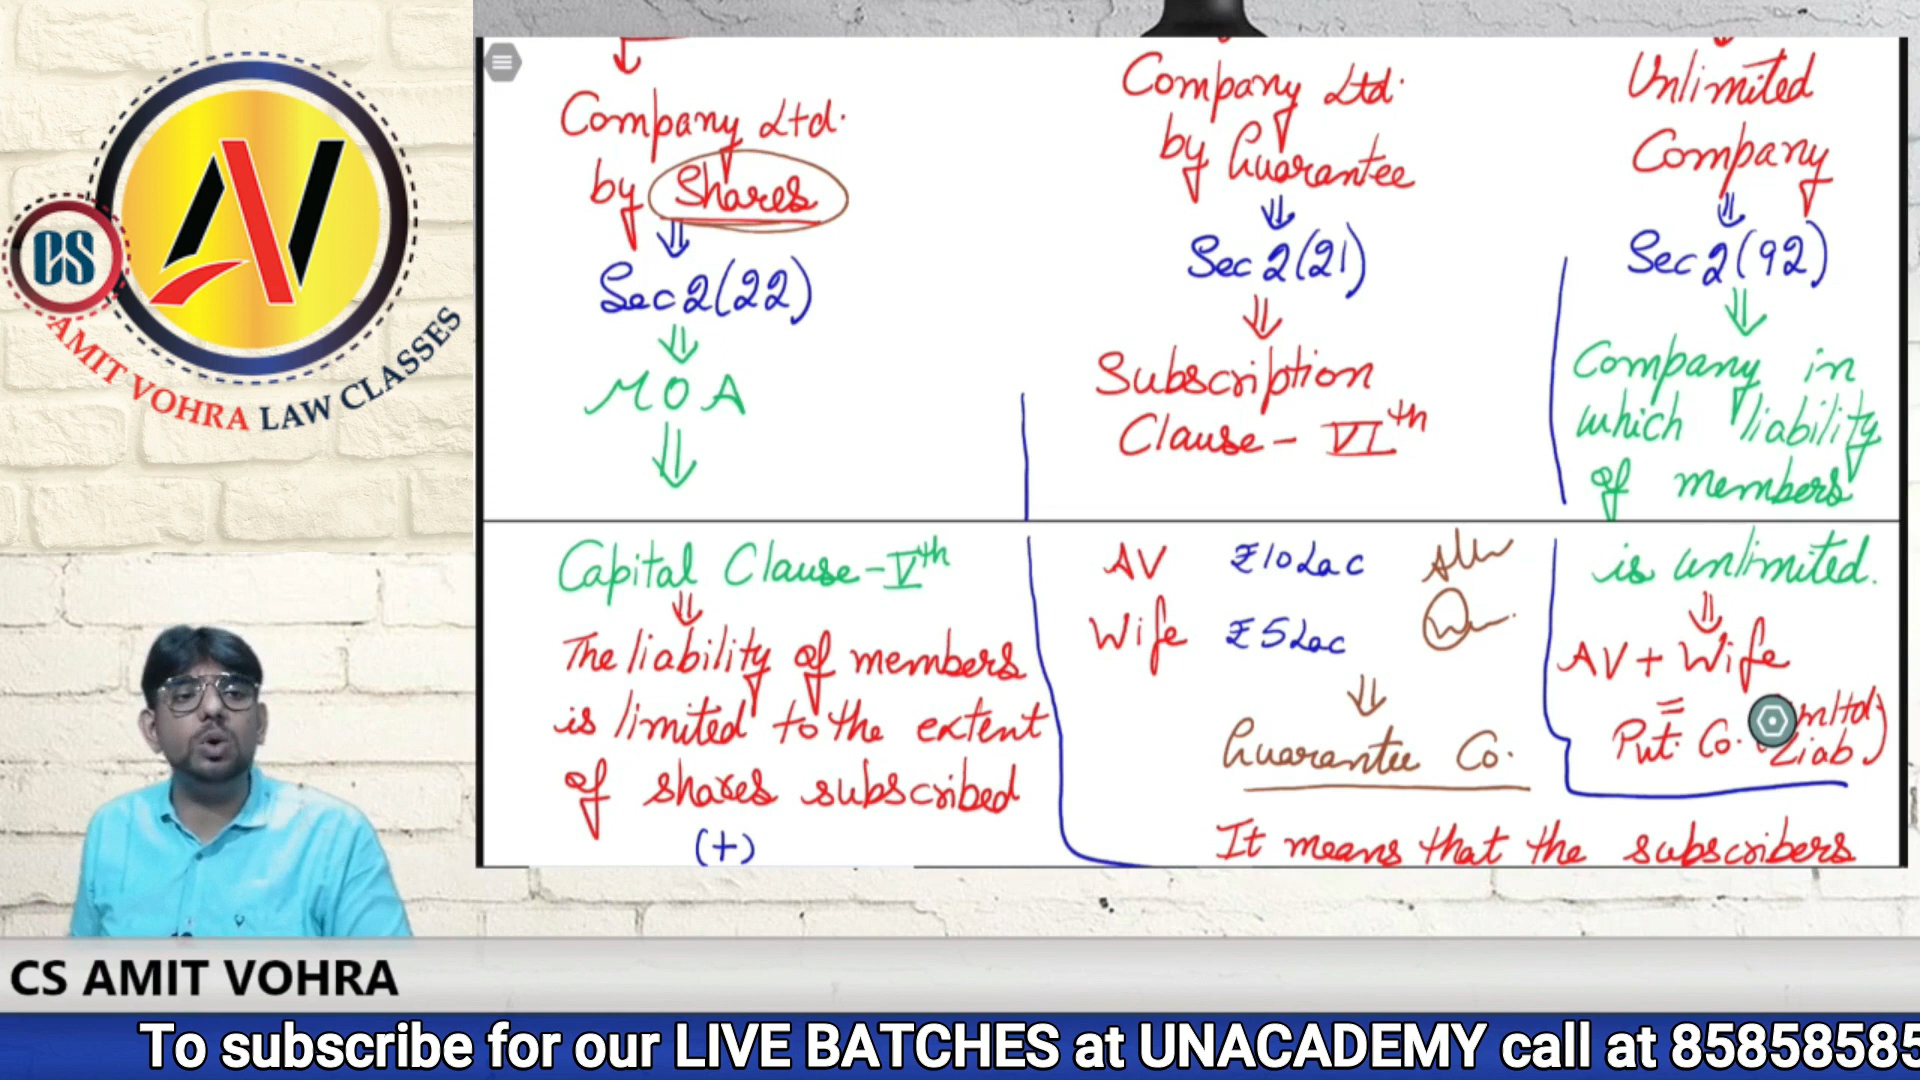 AV
CS
AMIT VOHRA LAW CLASSES
Company Ltd.
by Shares
Sec 2(22)
MOA
Capital Clause - Vth
The liability of members
is limited to the extent
of shares subscribed
(+)
Company Ltd.
by Guarantee
Sec 2(21)
Subscription
Clause - VIth
AV ₹10 Lac
Wife ₹5 Lac
Guarantee Co.
It means that the subscribers
Unlimited
Company
Sec 2(92)
Company in
which liability
of members
is unlimited.
AV + Wife
=
Pvt. Co.
Liab.)
CS AMIT VOHRA
To subscribe for our LIVE BATCHES at UNACADEMY call at 85858585